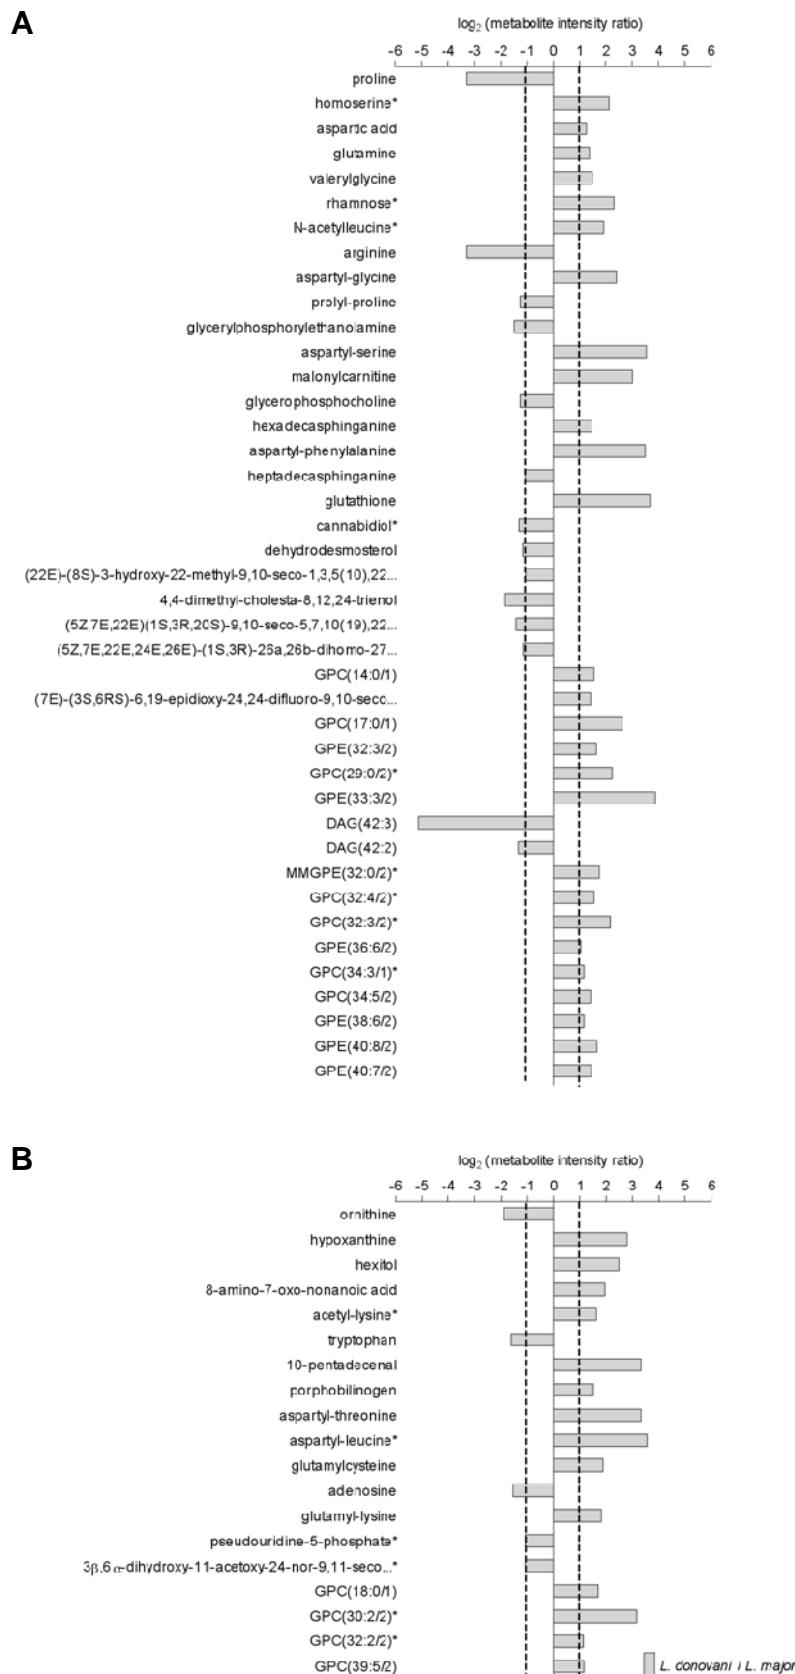 A
log2 (metabolite intensity ratio)
-6 -5 -4 -3 -2 -1 0 1 2 3 4 5 6
proline
homoserine*
aspartic acid
glutamine
valerylglycine
rhamnose*
N-acetylleucine*
arginine
aspartyl-glycine
prolyl-proline
glycerylphosphorylethanolamine
aspartyl-serine
malonylcarnitine
glycerophosphocholine
hexadecasphinganine
aspartyl-phenylalanine
heptadecasphinganine
glutathione
cannabidiol*
dehydrodesmosterol
(22E)-(8S)-3-hydroxy-22-methyl-9,10-seco-1,3,5(10),22...
4,4-dimethyl-cholesta-8,12,24-trienol
(5Z,7E,22E)(1S,3R,20S)-9,10-seco-5,7,10(19),22...
(5Z,7E,22E,24E,26E)-(1S,3R)-26a,26b-dihomo-27...
GPC(14:0/1)
(7E)-(3S,6RS)-6,19-epidioxy-24,24-difluoro-9,10-seco...
GPC(17:0/1)
GPE(32:3/2)
GPC(29:0/2)*
GPE(33:3/2)
DAG(42:3)
DAG(42:2)
MMGPE(32:0/2)*
GPC(32:4/2)*
GPC(32:3/2)*
GPE(36:6/2)
GPC(34:3/1)*
GPC(34:5/2)
GPE(38:6/2)
GPE(40:8/2)
GPE(40:7/2)
B
log2 (metabolite intensity ratio)
-6 -5 -4 -3 -2 -1 0 1 2 3 4 5 6
ornithine
hypoxanthine
hexitol
8-amino-7-oxo-nonanoic acid
acetyl-lysine*
tryptophan
10-pentadecenal
porphobilinogen
aspartyl-threonine
aspartyl-leucine*
glutamylcysteine
adenosine
glutamyl-lysine
pseudouridine-5-phosphate*
3β,6α-dihydroxy-11-acetoxy-24-nor-9,11-seco...*
GPC(18:0/1)
GPC(30:2/2)*
GPC(32:2/2)*
GPC(39:5/2)
L. donovani / L. major